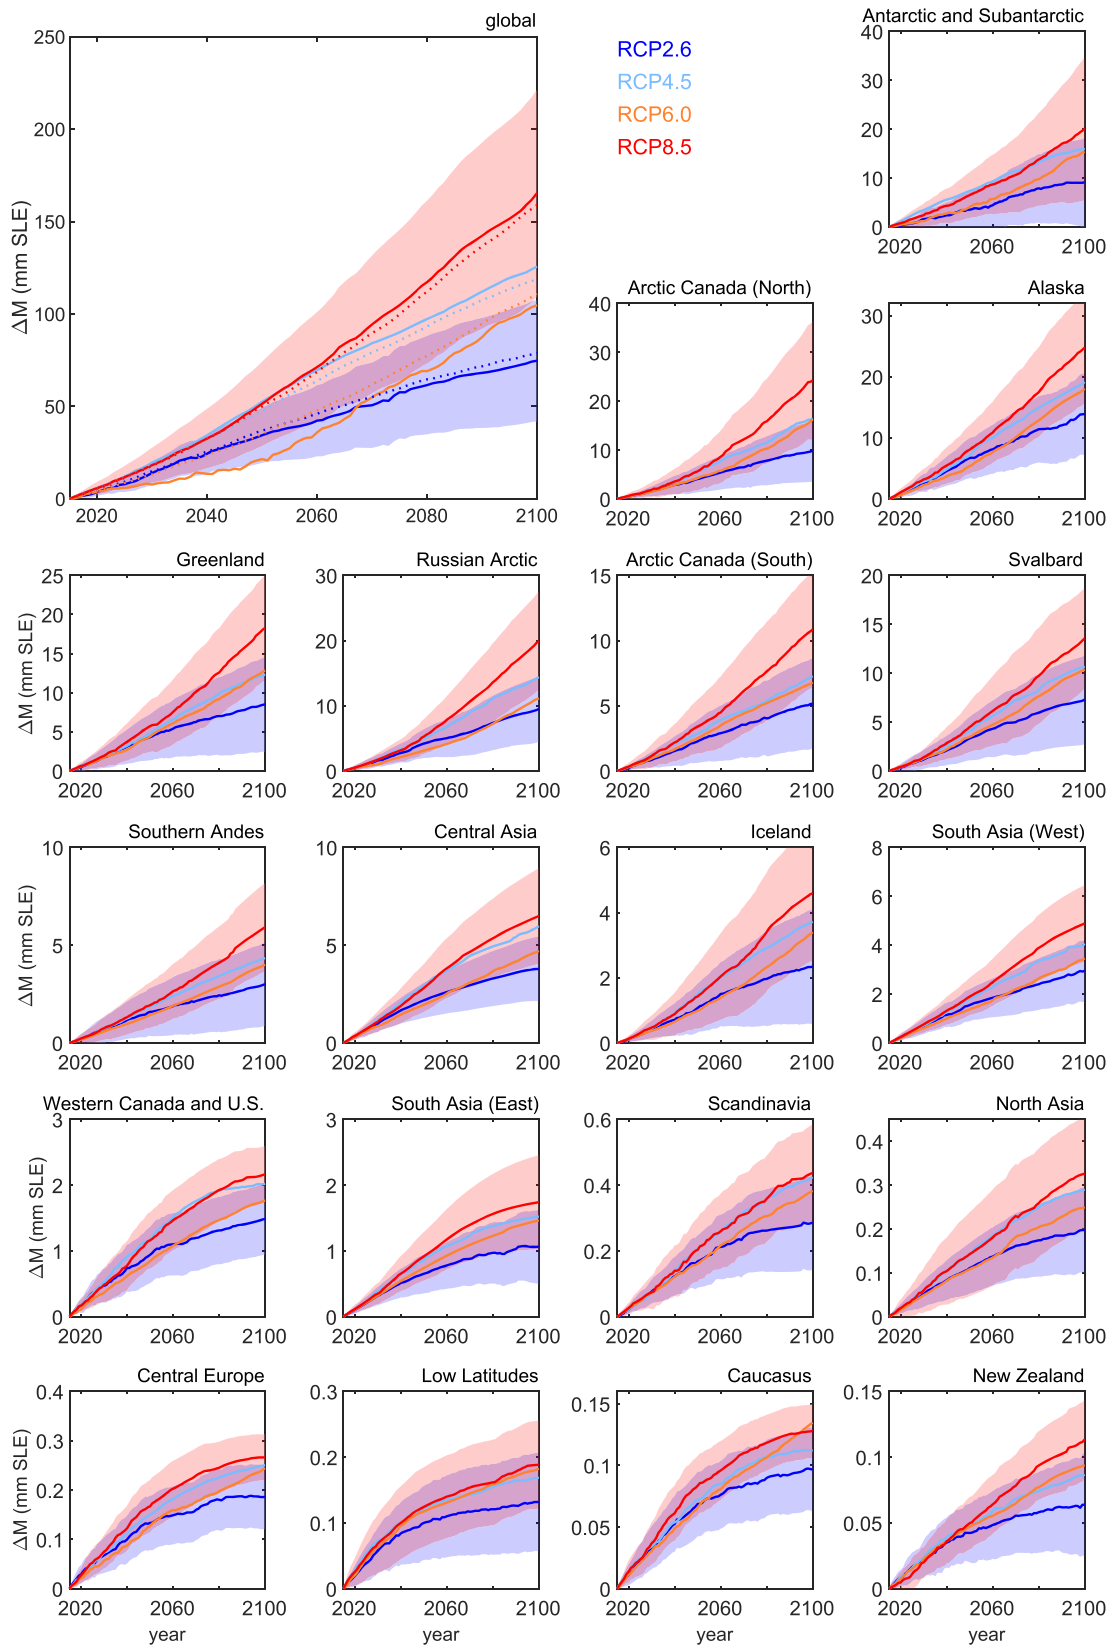 global
Antarctic and Subantarctic
RCP2.6
RCP4.5
RCP6.0
RCP8.5
ΔM (mm SLE)
250
200
150
100
50
0
2020 2040 2060 2080 2100
40
30
20
10
0
2020 2060 2100
Arctic Canada (North)
40
30
20
10
0
2020 2060 2100
Alaska
30
20
10
0
2020 2060 2100
Greenland
ΔM (mm SLE)
25
20
15
10
5
0
2020 2060 2100
Russian Arctic
30
20
10
0
2020 2060 2100
Arctic Canada (South)
15
10
5
0
2020 2060 2100
Svalbard
20
15
10
5
0
2020 2060 2100
Southern Andes
ΔM (mm SLE)
10
5
0
2020 2060 2100
Central Asia
10
5
0
2020 2060 2100
Iceland
6
4
2
0
2020 2060 2100
South Asia (West)
8
6
4
2
0
2020 2060 2100
Western Canada and U.S.
ΔM (mm SLE)
3
2
1
0
2020 2060 2100
South Asia (East)
3
2
1
0
2020 2060 2100
Scandinavia
0.6
0.4
0.2
0
2020 2060 2100
North Asia
0.4
0.3
0.2
0.1
0
2020 2060 2100
Central Europe
ΔM (mm SLE)
0.4
0.3
0.2
0.1
0
2020 2060 2100
year
Low Latitudes
0.3
0.2
0.1
0
2020 2060 2100
year
Caucasus
0.15
0.1
0.05
0
2020 2060 2100
year
New Zealand
0.15
0.1
0.05
0
2020 2060 2100
year